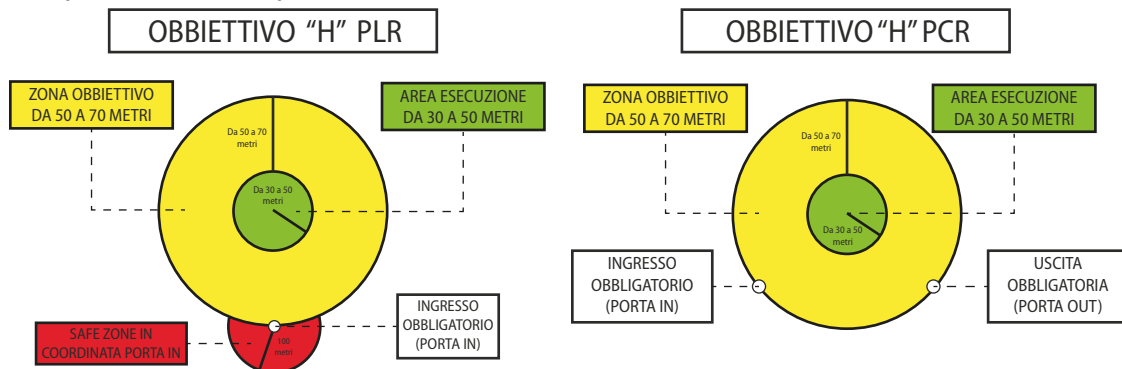 OBBIETTIVO “H” PLR
ZONA OBBIETTIVO
DA 50 A 70 METRI
AREA ESECUZIONE
DA 30 A 50 METRI
Da 50 a 70
metri
Da 30 a 50
metri
INGRESSO
OBBLIGATORIO
(PORTA IN)
SAFE ZONE IN
COORDINATA PORTA IN
100
metri
OBBIETTIVO “H” PCR
ZONA OBBIETTIVO
DA 50 A 70 METRI
AREA ESECUZIONE
DA 30 A 50 METRI
Da 50 a 70
metri
Da 30 a 50
metri
INGRESSO
OBBLIGATORIO
(PORTA IN)
USCITA
OBBLIGATORIA
(PORTA OUT)